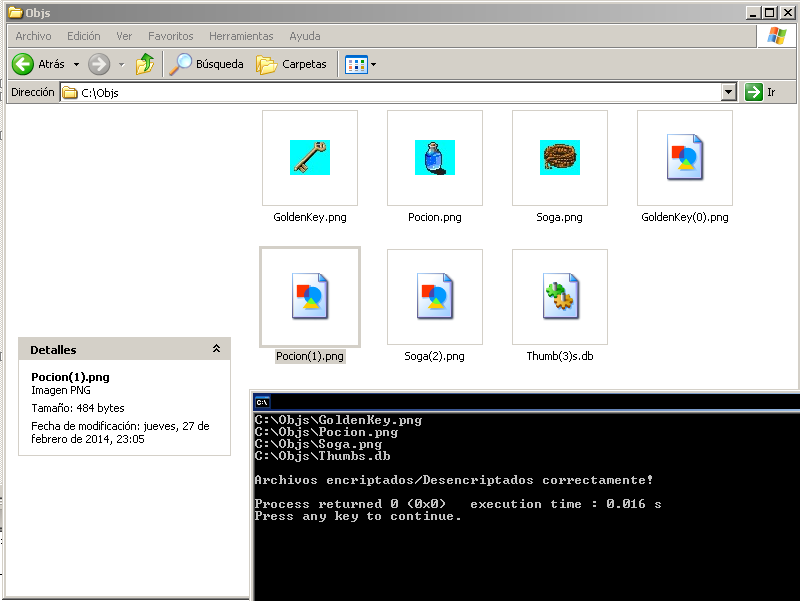 Objs
Archivo Edición Ver Favoritos Herramientas Ayuda
Atrás Búsqueda Carpetas
Dirección C:\Objs Ir
GoldenKey.png Pocion.png Soga.png GoldenKey(0).png
Pocion(1).png Soga(2).png Thumb(3)s.db
Detalles
Pocion(1).png
Imagen PNG
Tamaño: 484 bytes
Fecha de modificación: jueves, 27 de
febrero de 2014, 23:05
C:\
C:\Objs\GoldenKey.png
C:\Objs\Pocion.png
C:\Objs\Soga.png
C:\Objs\Thumbs.db
Archivos encriptados/Desencriptados correctamente!
Process returned 0 (0x0)   execution time : 0.016 s
Press any key to continue.